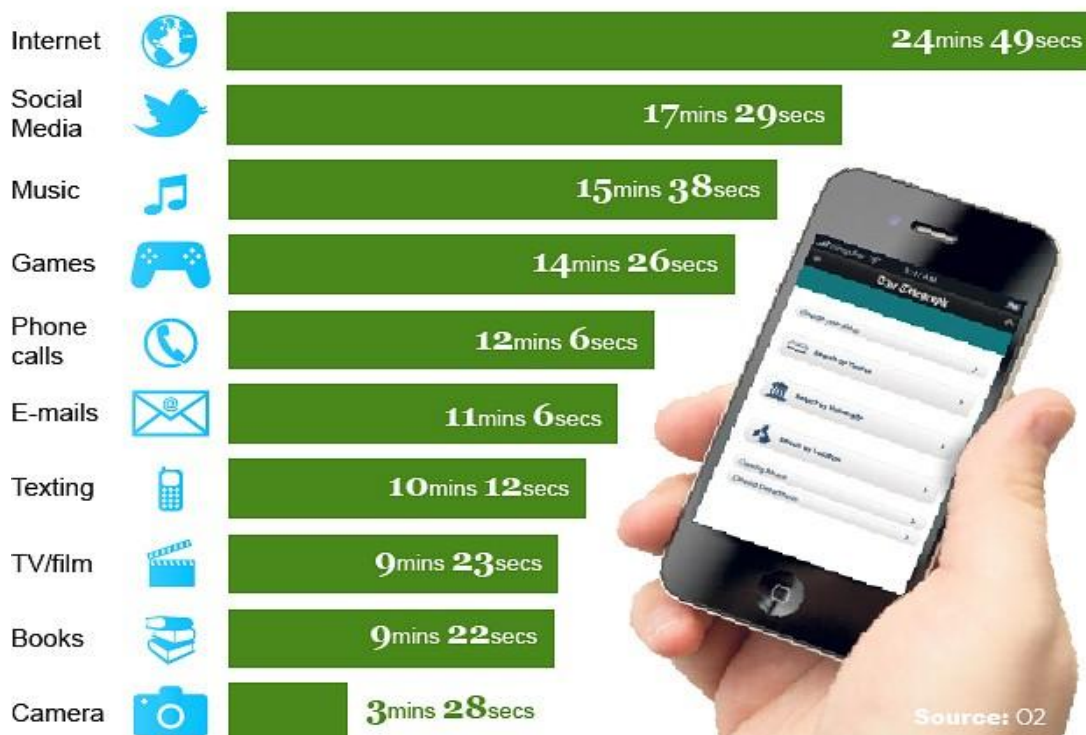 Internet
24mins 49secs
Social
Media
17mins 29secs
Music
15mins 38secs
Games
14mins 26secs
Phone
calls
12mins 6secs
E-mails
@
11mins 6secs
Texting
10mins 12secs
TV/film
9mins 23secs
Books
9mins 22secs
Camera
3mins 28secs
Source: O2